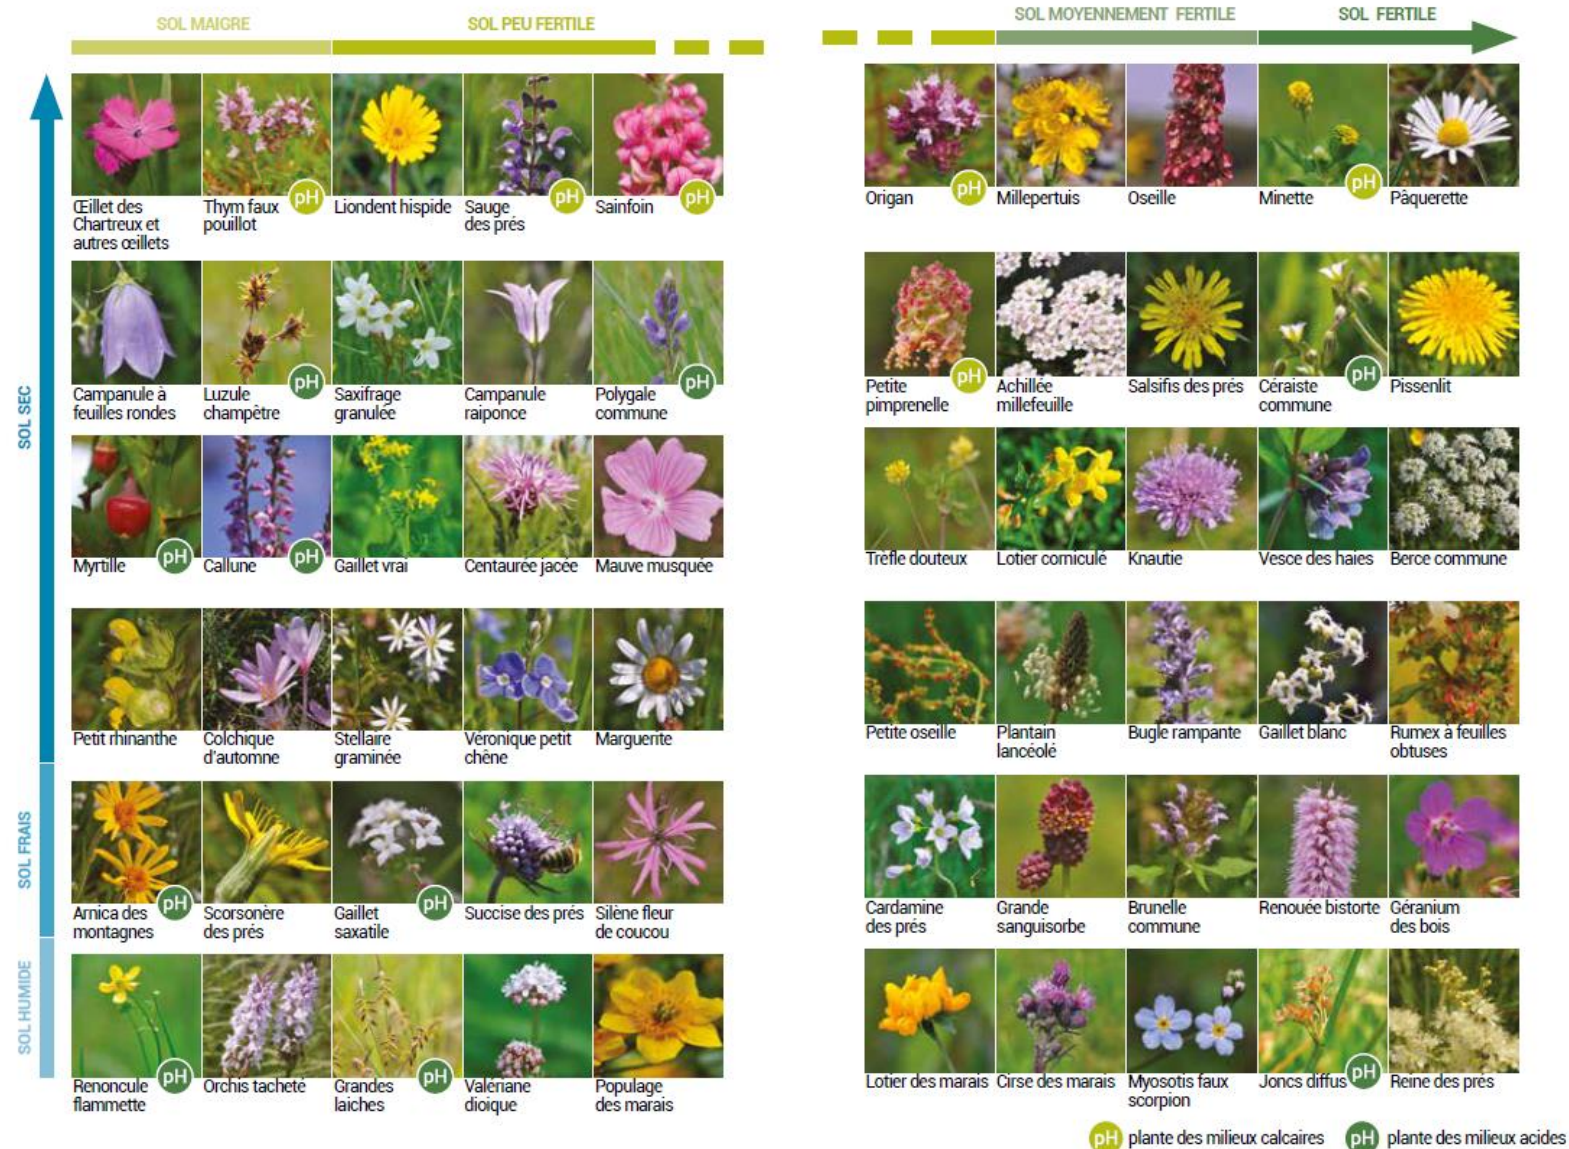 SOL MAIGRE
SOL PEU FERTILE
SOL MOYENNEMENT FERTILE
SOL FERTILE
SOL SEC
SOL FRAIS
SOL HUMIDE
Œillet des
Chartreux et
autres œillets
Thym faux
pouillot
pH
Liondent hispide
Sauge
des prés
pH
Sainfoin
pH
Origan
pH
Millepertuis
Oseille
Minette
pH
Pâquerette
Campanule à
feuilles rondes
Luzule
champêtre
pH
Saxifrage
granulée
Campanule
raiponce
Polygale
commune
pH
Petite
pimprenelle
pH
Achillée
millefeuille
Salsifis des prés
Céraiste
commune
pH
Pissenlit
Myrtille
pH
Callune
pH
Gaillet vrai
Centaurée jacée
Mauve musquée
Trèfle douteux
Lotier corniculé
Knautie
Vesce des haies
Berce commune
Petit rhinanthe
Colchique
d'automne
Stellaire
graminée
Véronique petit
chêne
Marguerite
Petite oseille
Plantain
lancéolé
Bugle rampante
Gaillet blanc
Rumex à feuilles
obtuses
Arnica des
montagnes
pH
Scorsonère
des prés
Gaillet
saxatile
pH
Succise des prés
Silène fleur
de coucou
Cardamine
des prés
Grande
sanguisorbe
Brunelle
commune
Renouée bistorte
Géranium
des bois
Renoncule
flammette
pH
Orchis tacheté
Grandes
laiches
pH
Valériane
dioique
Populage
des marais
Lotier des marais
Cirse des marais
Myosotis faux
scorpion
Joncs diffus
pH
Reine des prés
pH plante des milieux calcaires
pH plante des milieux acides